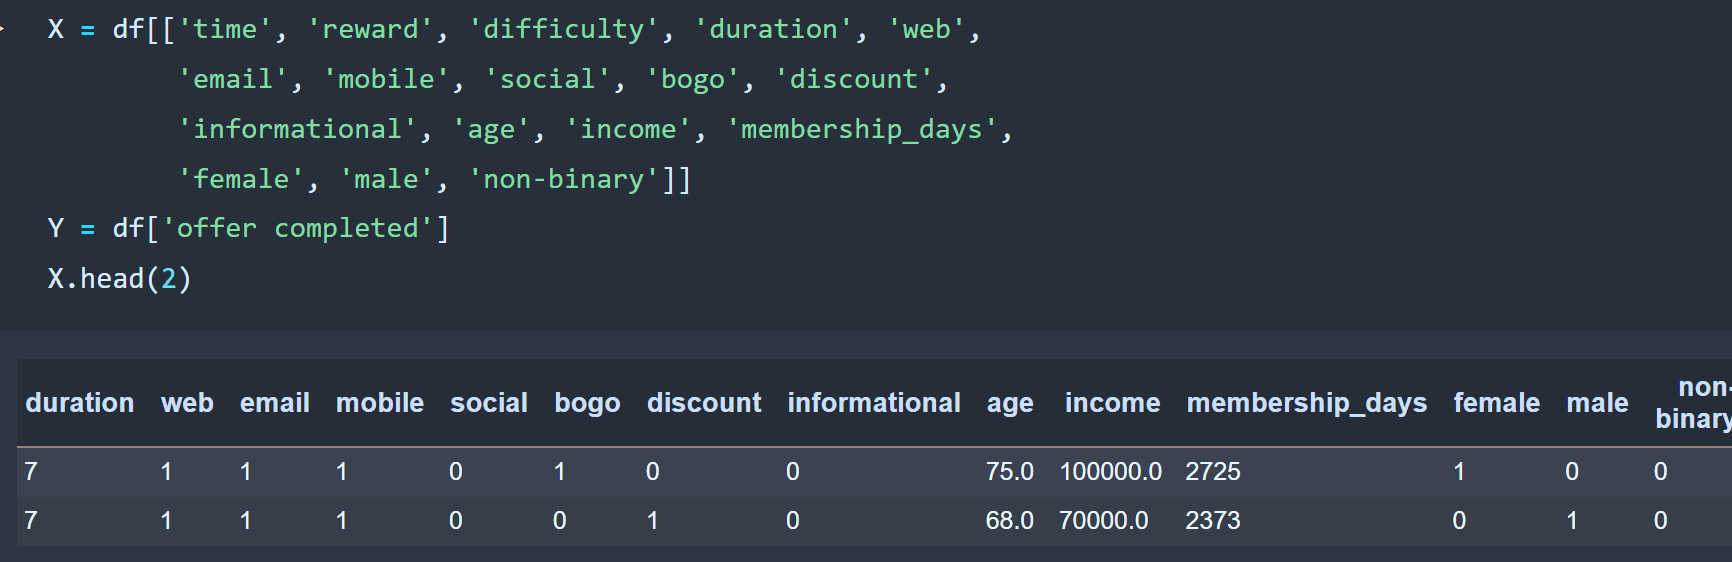 X = df[['time', 'reward', 'difficulty', 'duration', 'web',
'email', 'mobile', 'social', 'bogo', 'discount',
'informational', 'age', 'income', 'membership_days',
'female', 'male', 'non-binary']]
Y = df['offer completed']
X.head(2)
duration web email mobile social bogo discount informational age income membership_days female male non-
binary
7 1 1 1 0 1 0 0 75.0 100000.0 2725 1 0 0
7 1 1 1 0 0 1 0 68.0 70000.0 2373 0 1 0